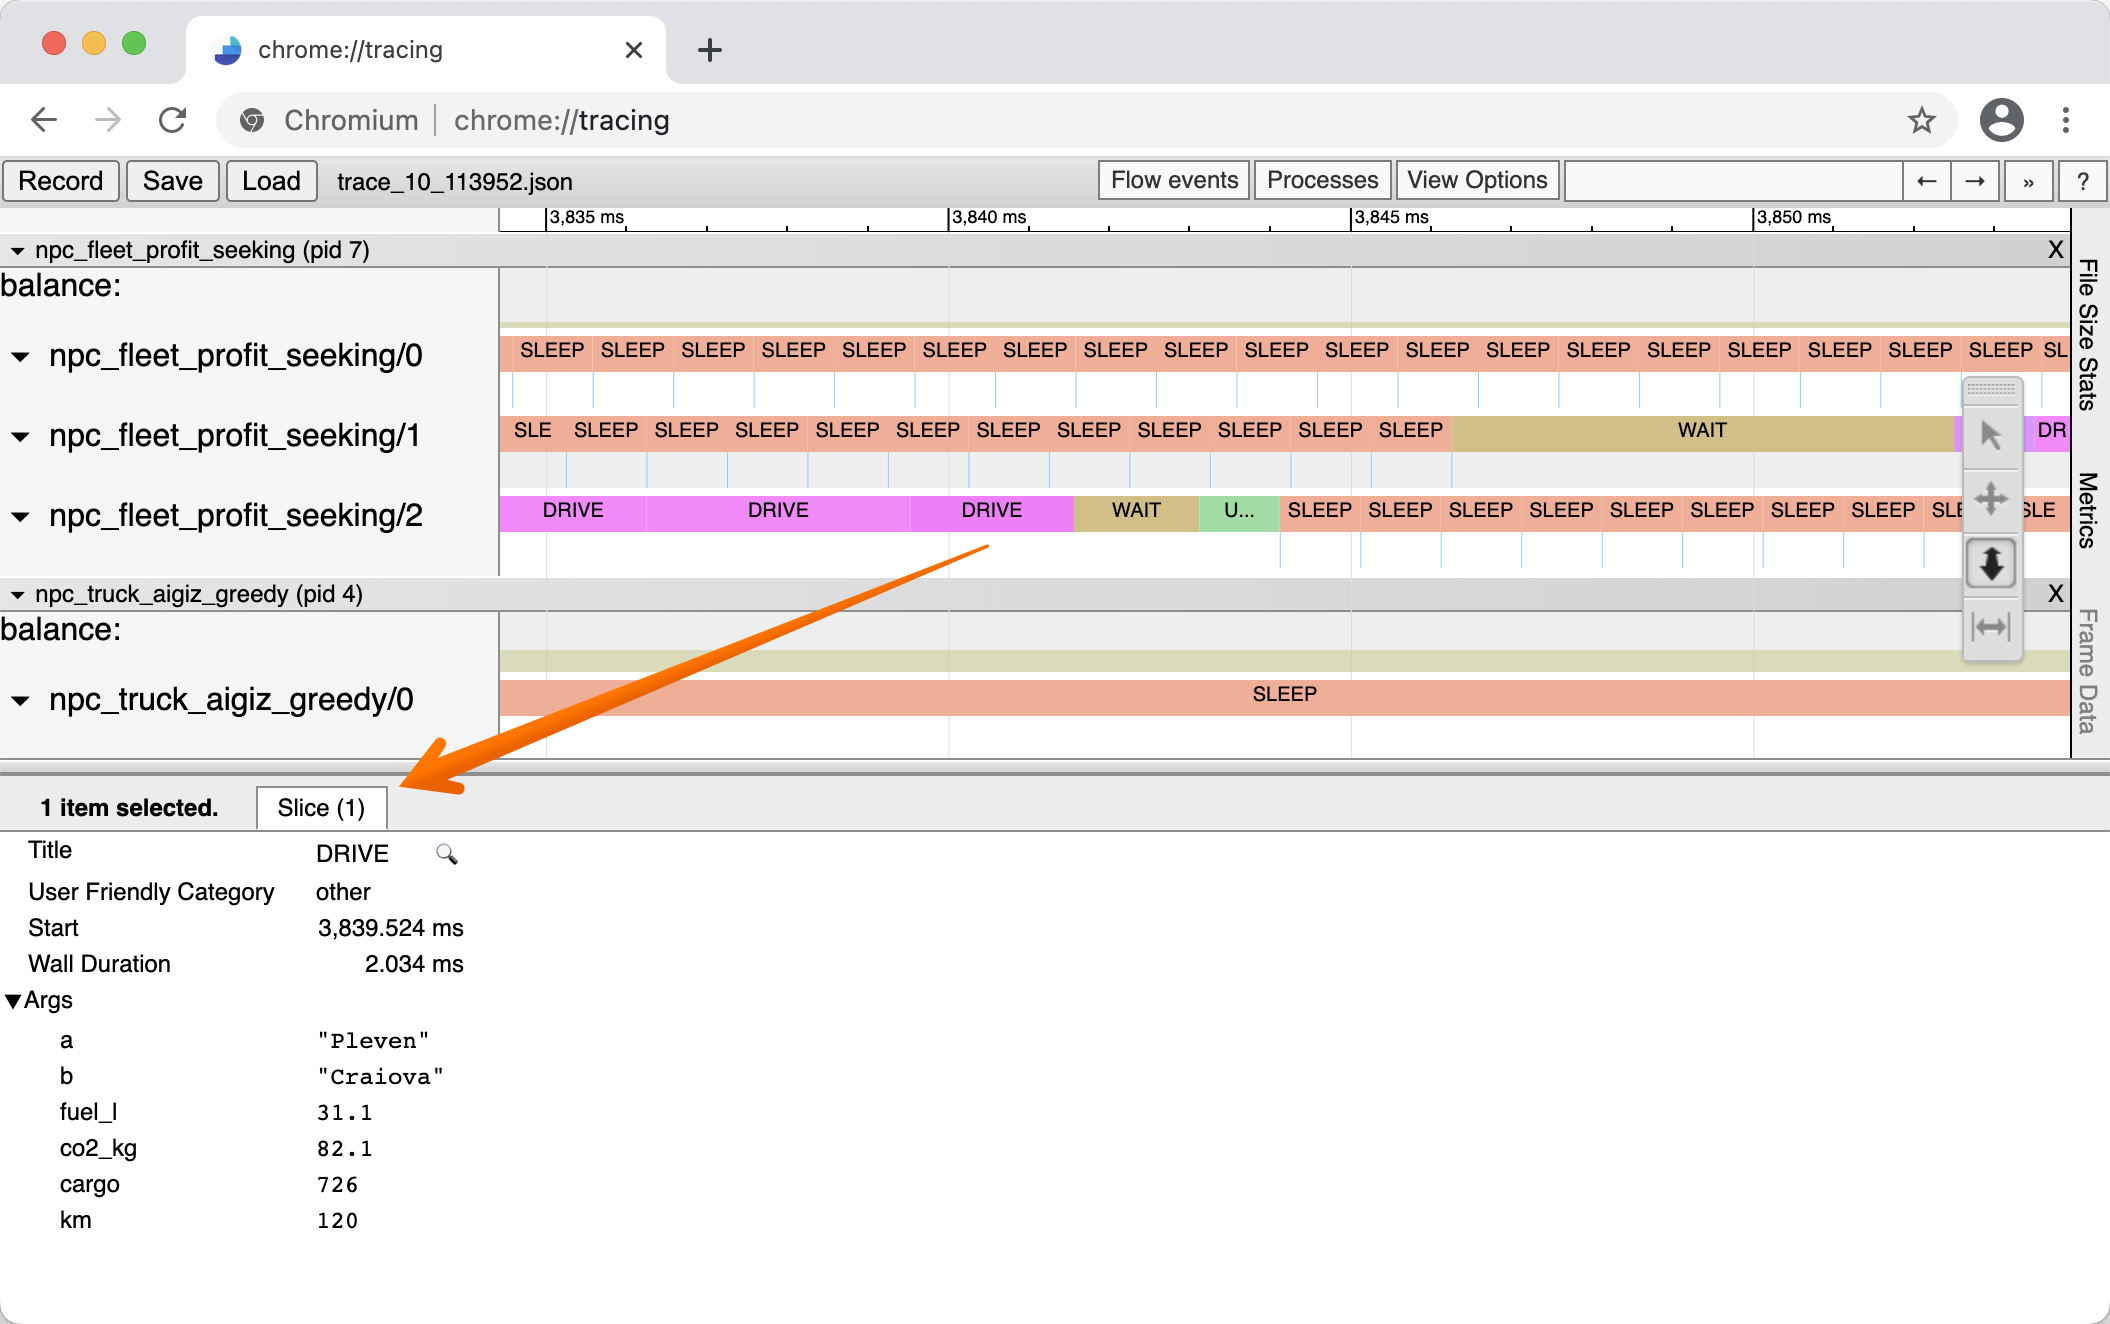 chrome://tracing
Chromium chrome://tracing
Record Save Load trace_10_113952.json Flow events Processes View Options ← → » ?
3,835 ms 3,840 ms 3,845 ms 3,850 ms
npc_fleet_profit_seeking (pid 7) X
balance:
npc_fleet_profit_seeking/0 SLEEP SLEEP SLEEP SLEEP SLEEP SLEEP SLEEP SLEEP SLEEP SLEEP SLEEP SLEEP SLEEP SLEEP SLEEP SLEEP SLEEP SLEEP SLEEP SL
npc_fleet_profit_seeking/1 SLE SLEEP SLEEP SLEEP SLEEP SLEEP SLEEP SLEEP SLEEP SLEEP SLEEP SLEEP WAIT DR
npc_fleet_profit_seeking/2 DRIVE DRIVE DRIVE WAIT U... SLEEP SLEEP SLEEP SLEEP SLEEP SLEEP SLEEP SLEEP SLE SLE
npc_truck_aigiz_greedy (pid 4) X
balance:
npc_truck_aigiz_greedy/0 SLEEP
File Size Stats
Metrics
Frame Data
1 item selected. Slice (1)
Title DRIVE
User Friendly Category other
Start 3,839.524 ms
Wall Duration 2.034 ms
Args
a "Pleven"
b "Craiova"
fuel_l 31.1
co2_kg 82.1
cargo 726
km 120